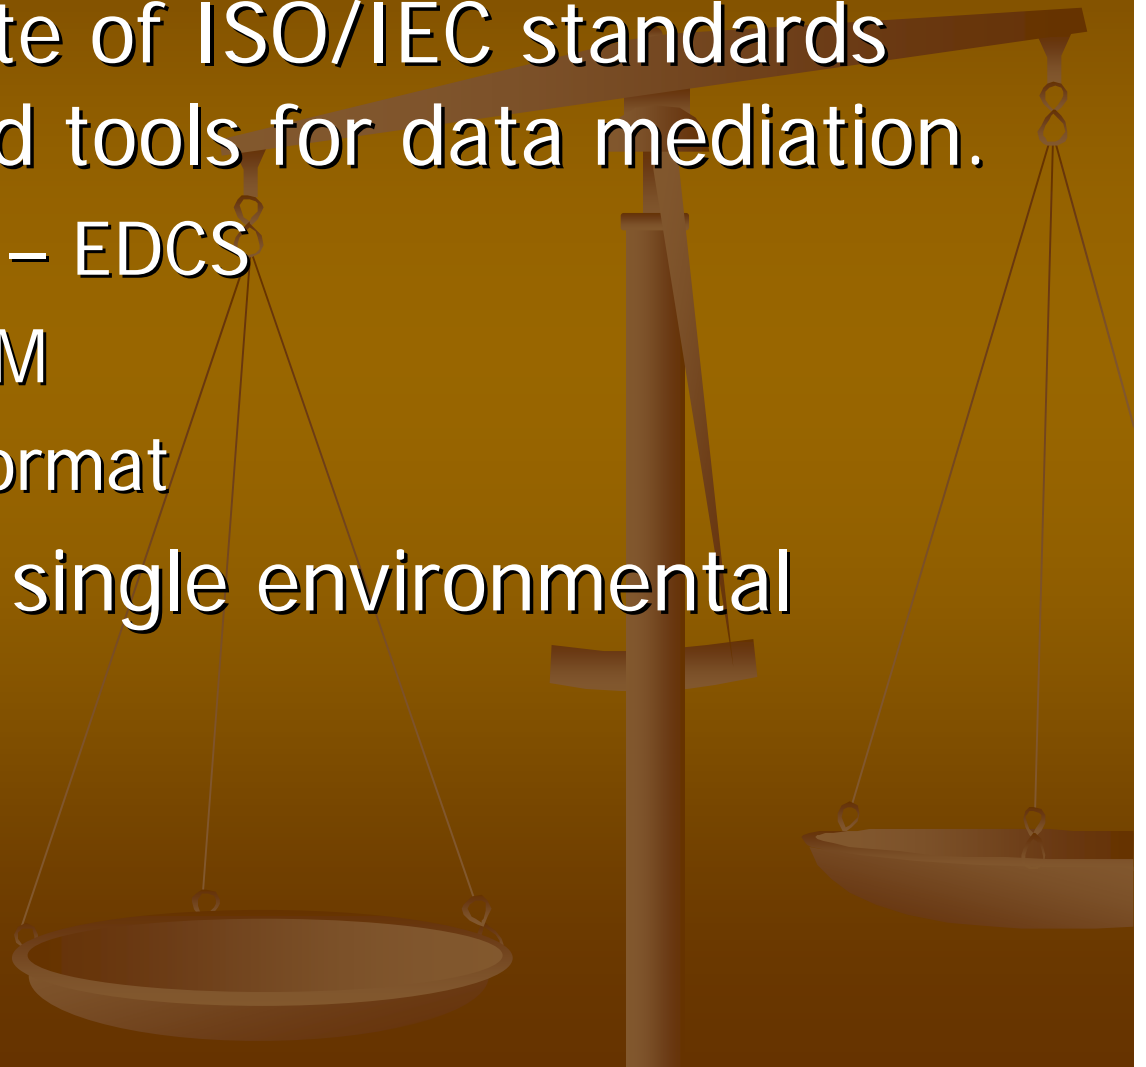 te of ISO/IEC standards
d tools for data mediation.
– EDCS
M
ormat
single environmental